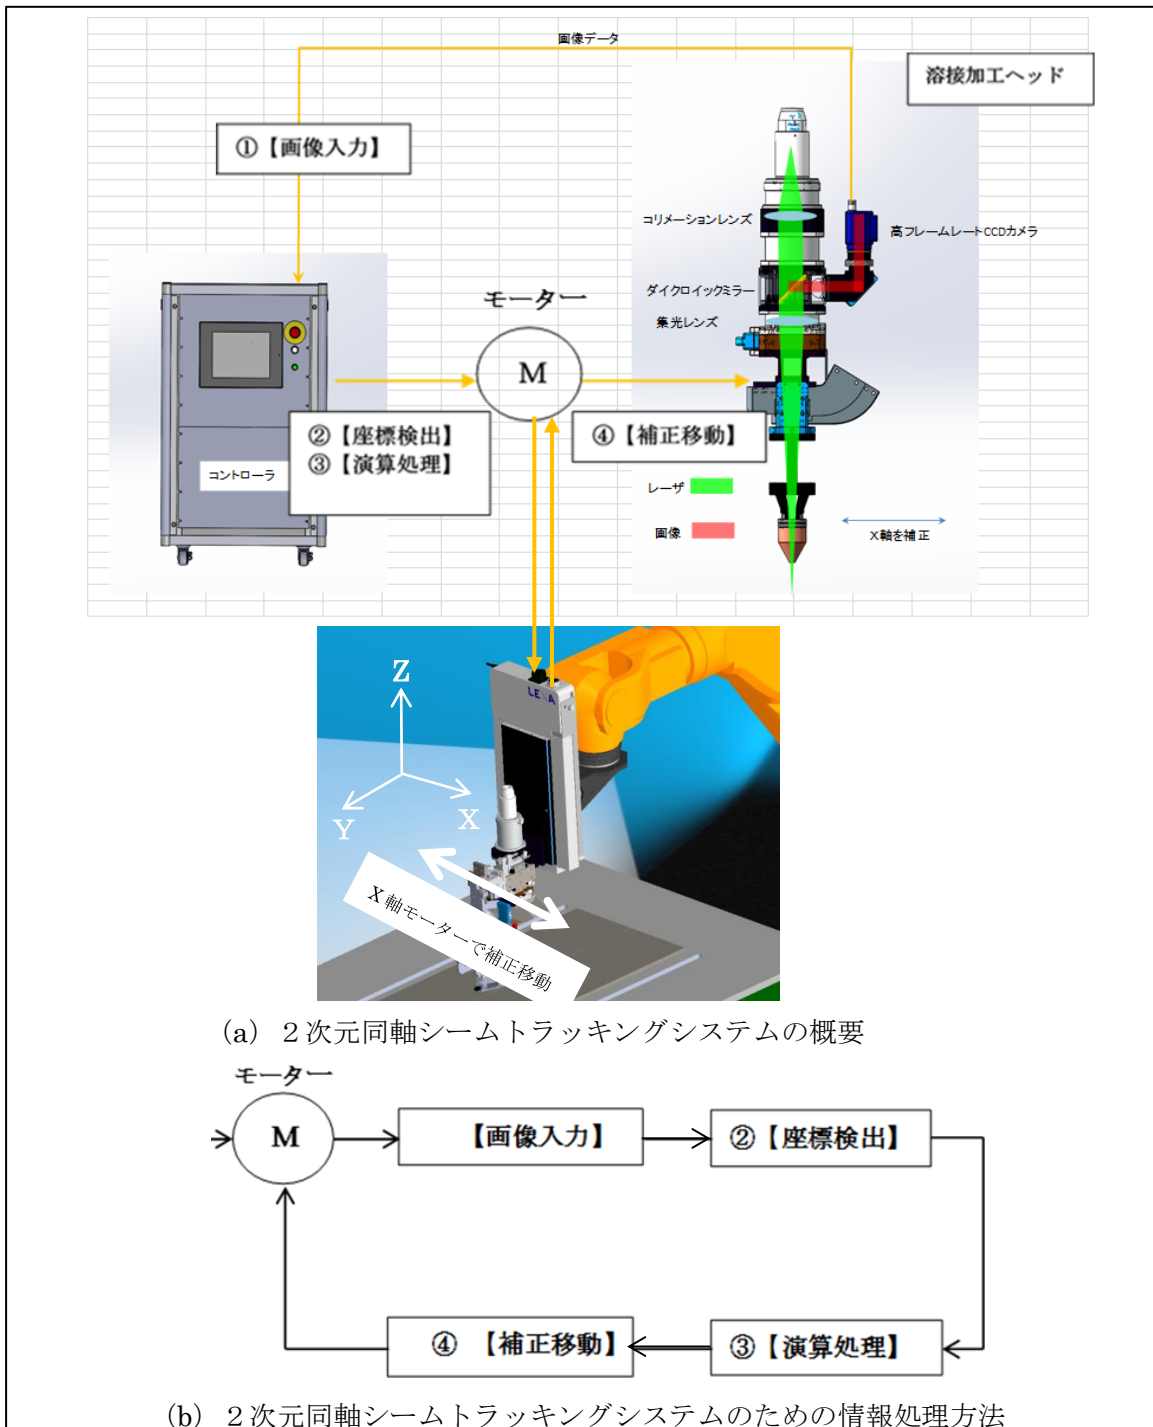 画像データ
溶接加工ヘッド
①【画像入力】
コリメーションレンズ
高フレームレートCCDカメラ
ダイクロイックミラー
モーター
集光レンズ
M
②【座標検出】
③【演算処理】
④【補正移動】
コントローラ
レーザ
画像
X軸を補正
Z
Y
X
X軸モーターで補正移動
(a) 2次元同軸シームトラッキングシステムの概要
モーター
M
【画像入力】
②【座標検出】
④ 【補正移動】
③【演算処理】
(b) 2次元同軸シームトラッキングシステムのための情報処理方法